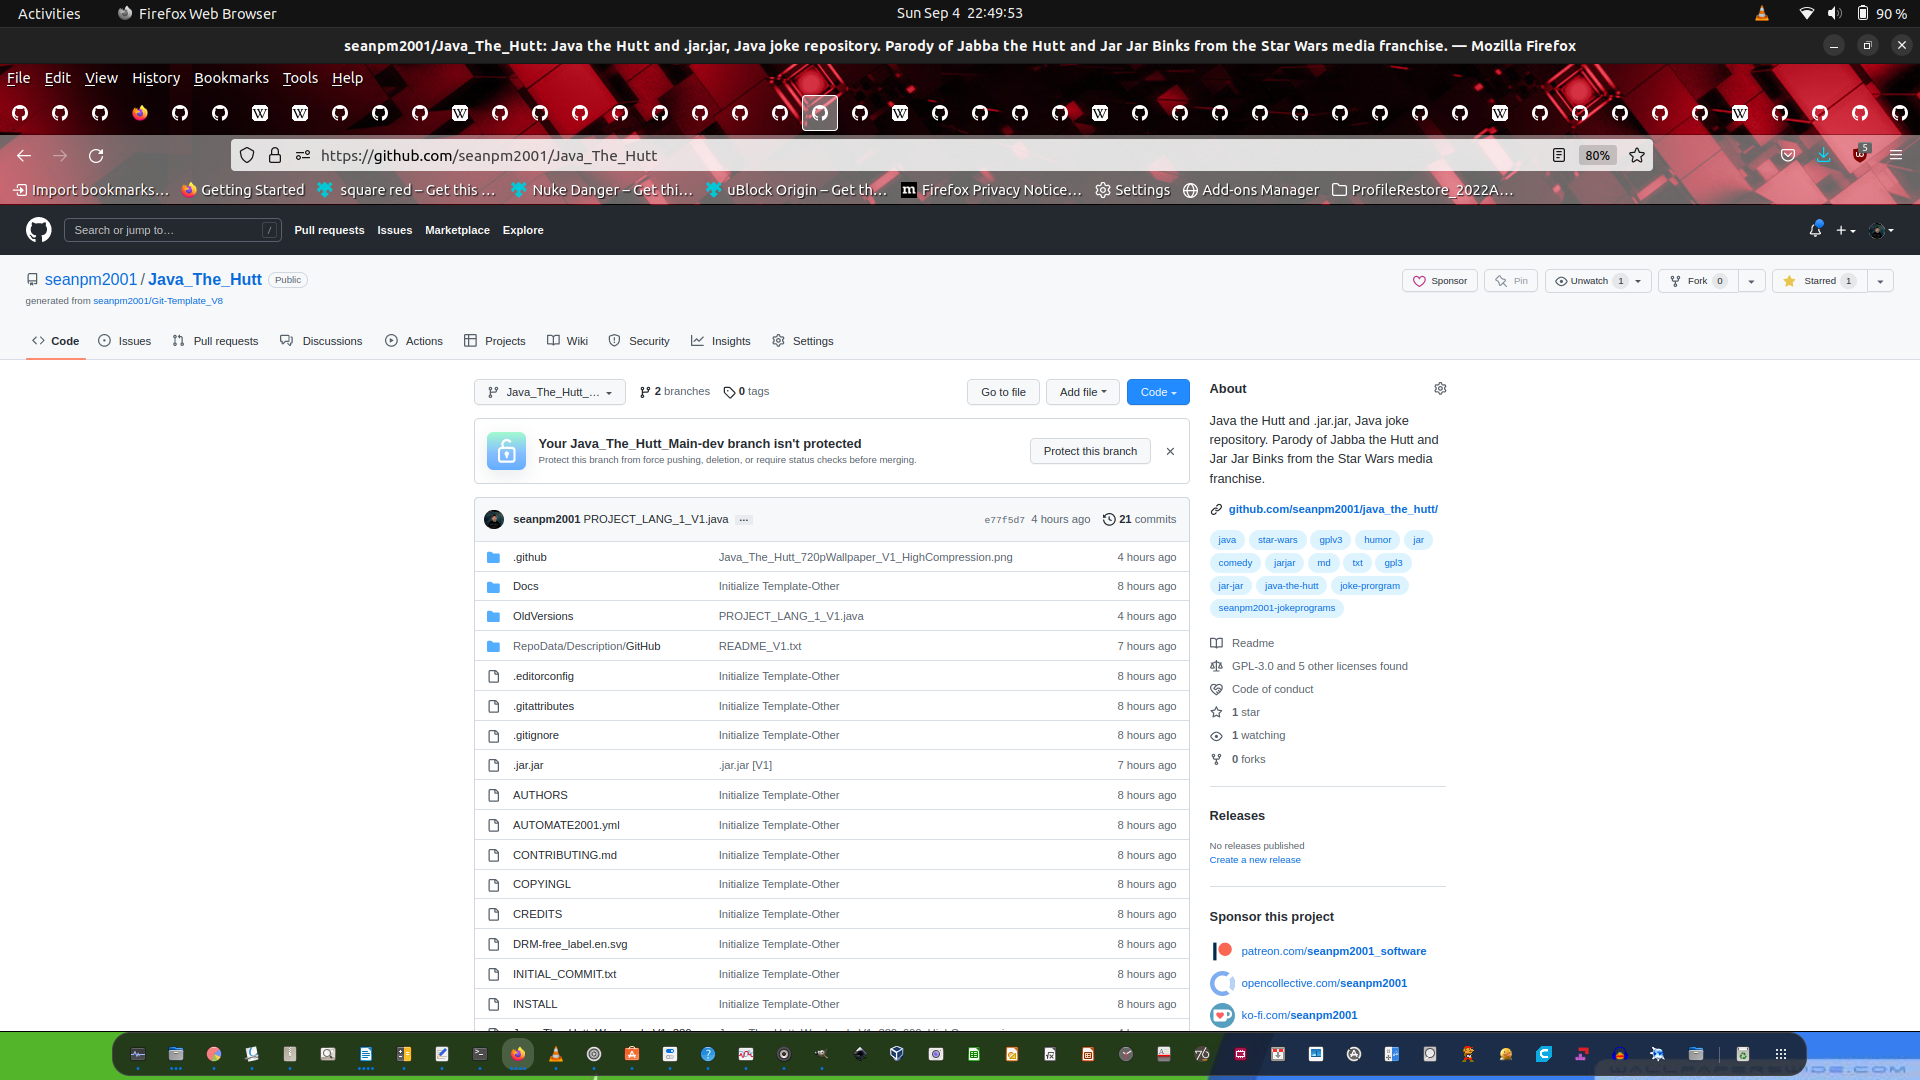 Activities
Firefox Web Browser
Sun Sep 4 22:49:53
90 %
seanpm2001/Java_The_Hutt: Java the Hutt and .jar.jar, Java joke repository. Parody of Jabba the Hutt and Jar Jar Binks from the Star Wars media franchise. — Mozilla Firefox
File Edit View History Bookmarks Tools Help
https://github.com/seanpm2001/Java_The_Hutt
80%
5
Import bookmarks… Getting Started square red – Get this … Nuke Danger – Get thi… uBlock Origin – Get th… Firefox Privacy Notice… Settings Add-ons Manager ProfileRestore_2022A…
Search or jump to… /
Pull requests Issues Marketplace Explore
seanpm2001 / Java_The_Hutt Public
generated from seanpm2001/Git-Template_V8
Sponsor Pin Unwatch 1 Fork 0 Starred 1
Code Issues Pull requests Discussions Actions Projects Wiki Security Insights Settings
Java_The_Hutt_… 2 branches 0 tags
Go to file Add file Code
Your Java_The_Hutt_Main-dev branch isn't protected
Protect this branch from force pushing, deletion, or require status checks before merging.
Protect this branch
seanpm2001 PROJECT_LANG_1_V1.java … e77f5d7 4 hours ago 21 commits
.github Java_The_Hutt_720pWallpaper_V1_HighCompression.png 4 hours ago
Docs Initialize Template-Other 8 hours ago
OldVersions PROJECT_LANG_1_V1.java 4 hours ago
RepoData/Description/GitHub README_V1.txt 7 hours ago
.editorconfig Initialize Template-Other 8 hours ago
.gitattributes Initialize Template-Other 8 hours ago
.gitignore Initialize Template-Other 8 hours ago
.jar.jar .jar.jar [V1] 7 hours ago
AUTHORS Initialize Template-Other 8 hours ago
AUTOMATE2001.yml Initialize Template-Other 8 hours ago
CONTRIBUTING.md Initialize Template-Other 8 hours ago
COPYINGL Initialize Template-Other 8 hours ago
CREDITS Initialize Template-Other 8 hours ago
DRM-free_label.en.svg Initialize Template-Other 8 hours ago
INITIAL_COMMIT.txt Initialize Template-Other 8 hours ago
INSTALL Initialize Template-Other 8 hours ago
About
Java the Hutt and .jar.jar, Java joke
repository. Parody of Jabba the Hutt and
Jar Jar Binks from the Star Wars media
franchise.
github.com/seanpm2001/java_the_hutt/
java star-wars gplv3 humor jar
comedy jarjar md txt gpl3
jar-jar java-the-hutt joke-prorgram
seanpm2001-jokeprograms
Readme
GPL-3.0 and 5 other licenses found
Code of conduct
1 star
1 watching
0 forks
Releases
No releases published
Create a new release
Sponsor this project
patreon.com/seanpm2001_software
opencollective.com/seanpm2001
ko-fi.com/seanpm2001